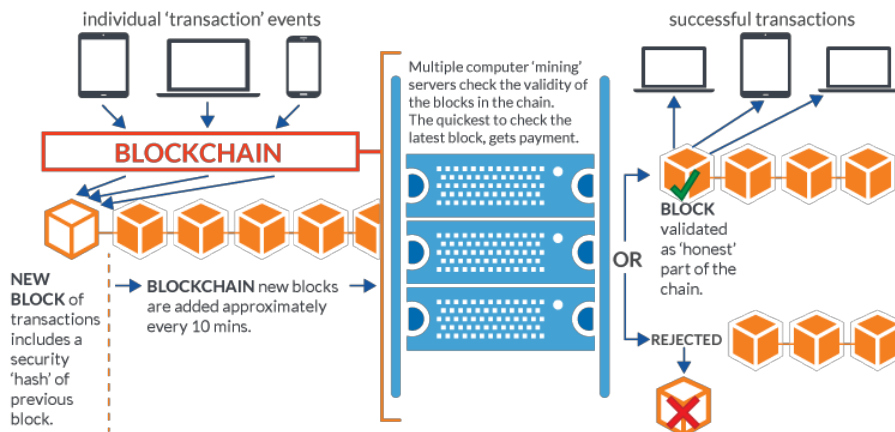 individual ‘transaction’ events
BLOCKCHAIN
NEW
BLOCK of
transactions
includes a
security
‘hash’ of
previous
block.
BLOCKCHAIN new blocks
are added approximately
every 10 mins.
Multiple computer ‘mining’
servers check the validity of
the blocks in the chain.
The quickest to check the
latest block, gets payment.
OR
successful transactions
BLOCK
validated
as ‘honest’
part of the
chain.
REJECTED